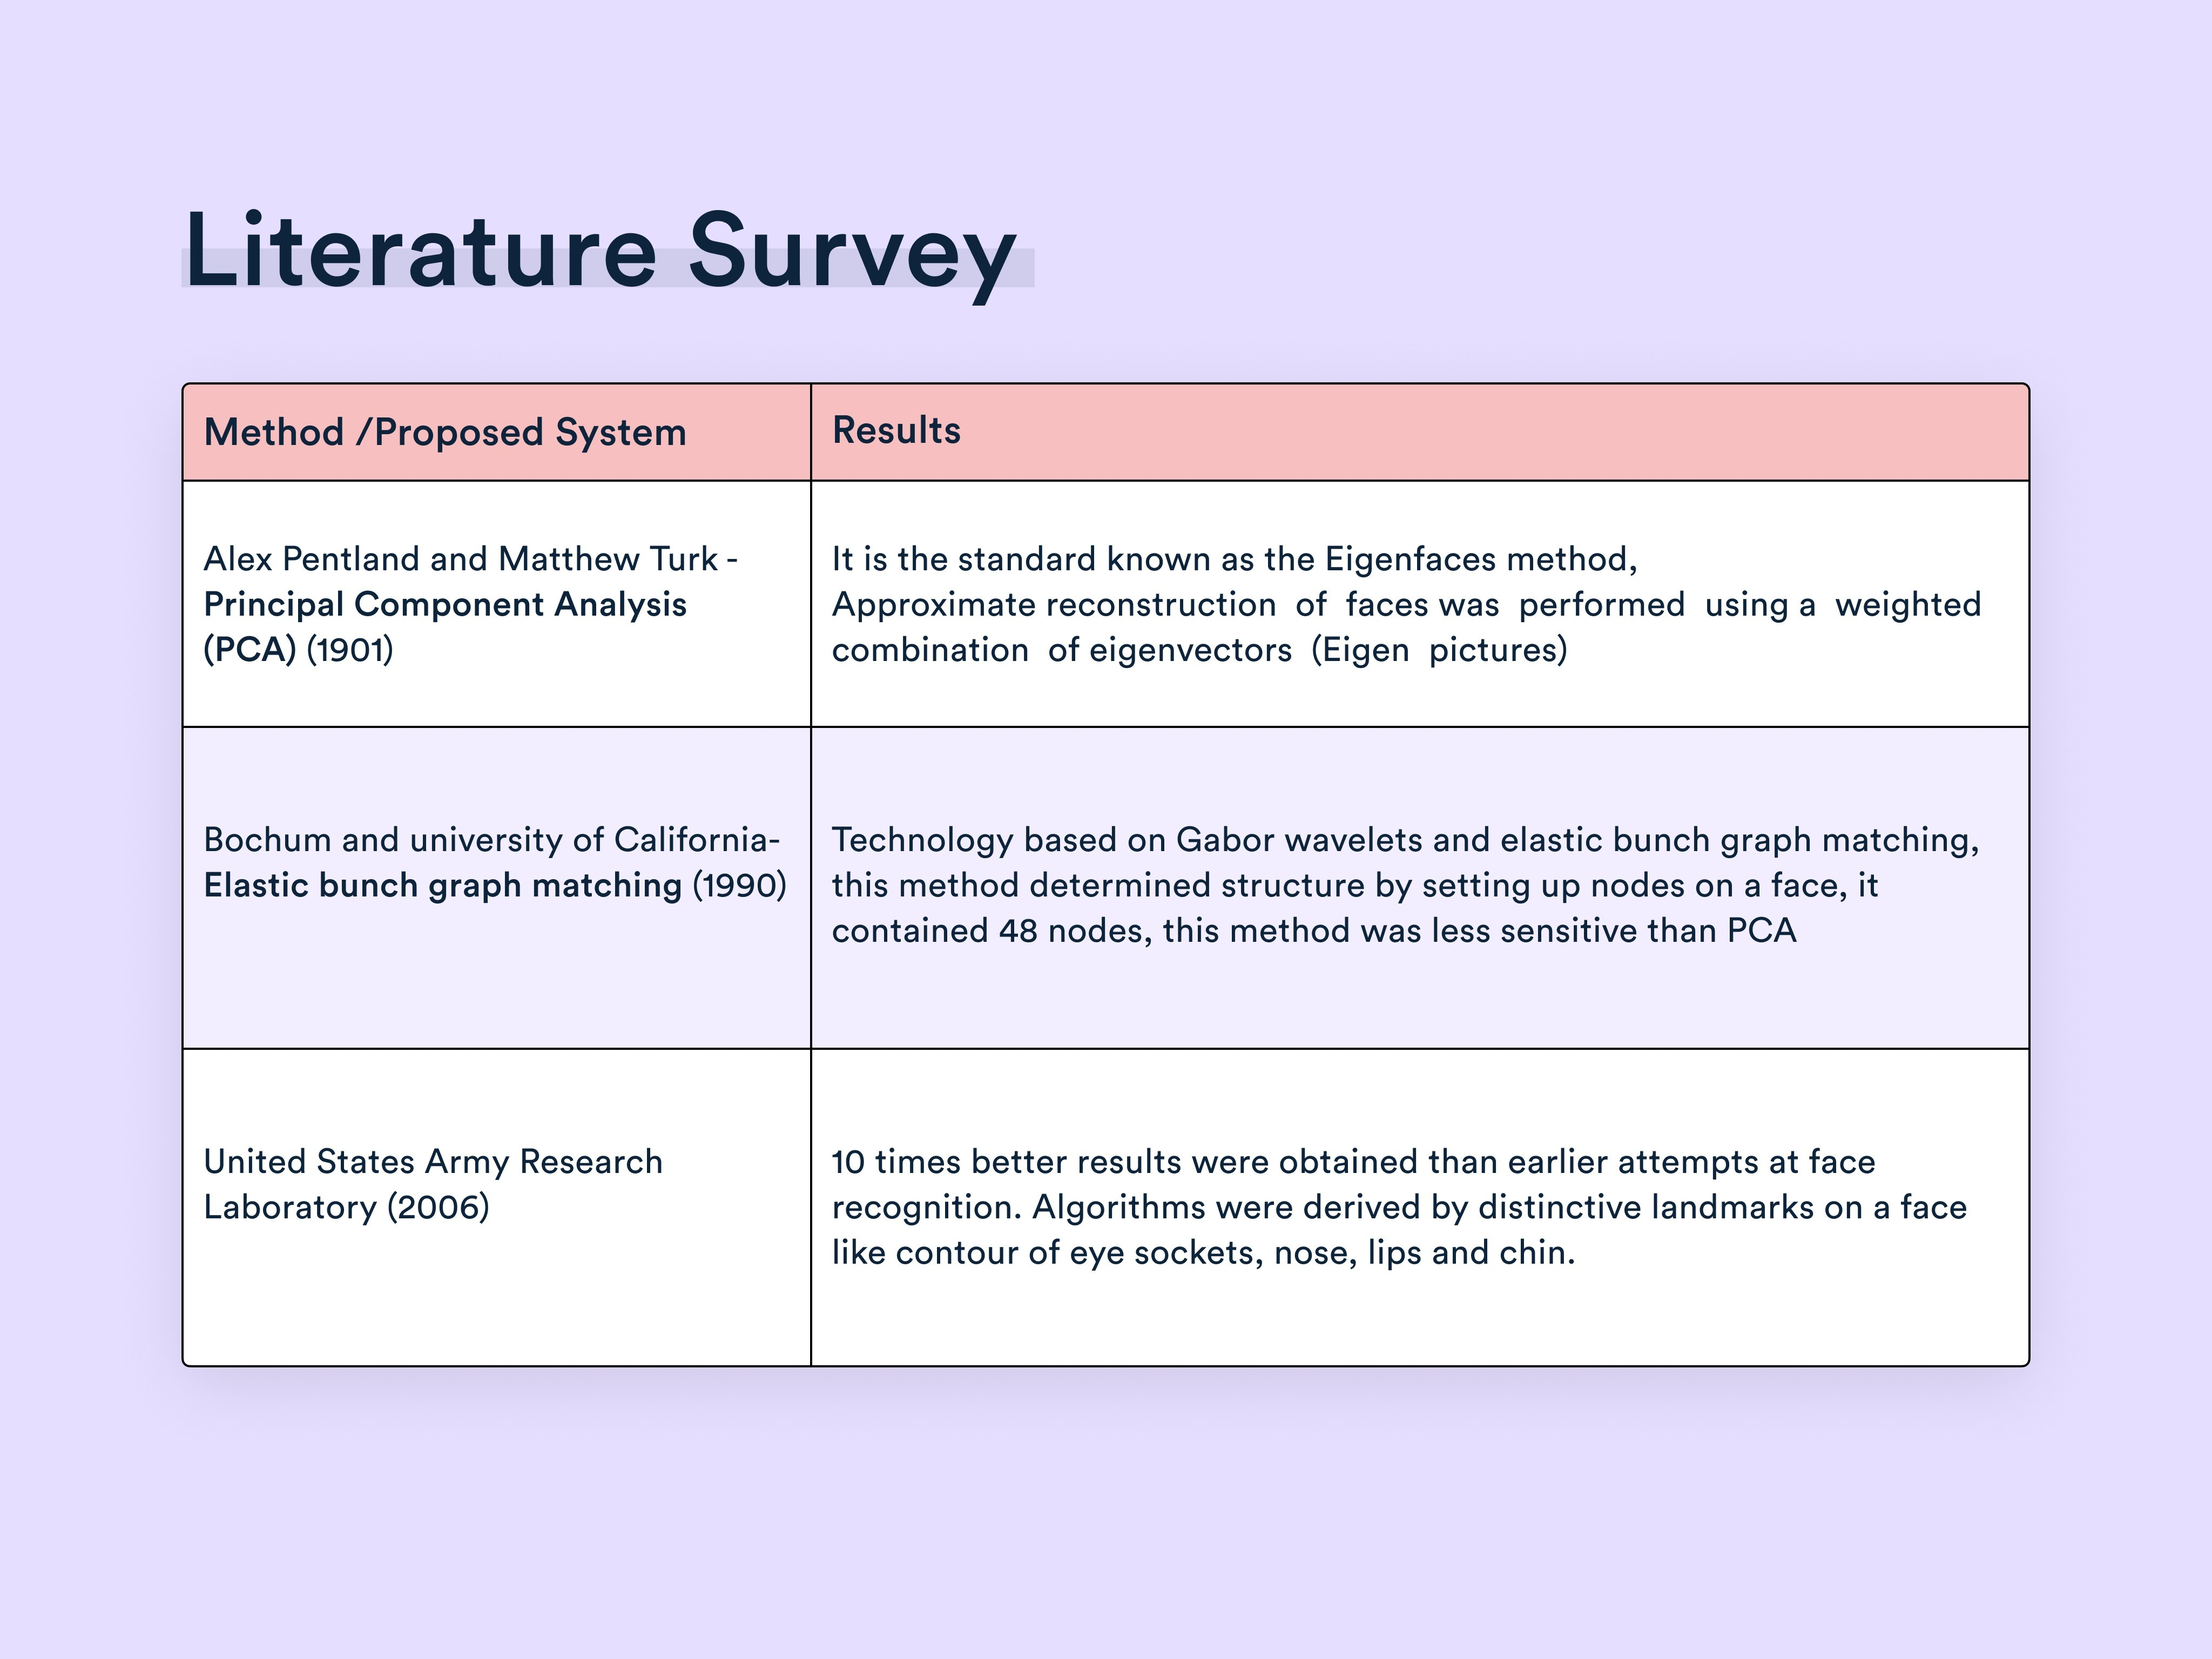 Literature Survey
Method /Proposed System
Results
Alex Pentland and Matthew Turk -
Principal Component Analysis
(PCA) (1901)
It is the standard known as the Eigenfaces method,
Approximate reconstruction of faces was performed using a weighted
combination of eigenvectors (Eigen pictures)
Bochum and university of California-
Elastic bunch graph matching (1990)
Technology based on Gabor wavelets and elastic bunch graph matching,
this method determined structure by setting up nodes on a face, it
contained 48 nodes, this method was less sensitive than PCA
United States Army Research
Laboratory (2006)
10 times better results were obtained than earlier attempts at face
recognition. Algorithms were derived by distinctive landmarks on a face
like contour of eye sockets, nose, lips and chin.